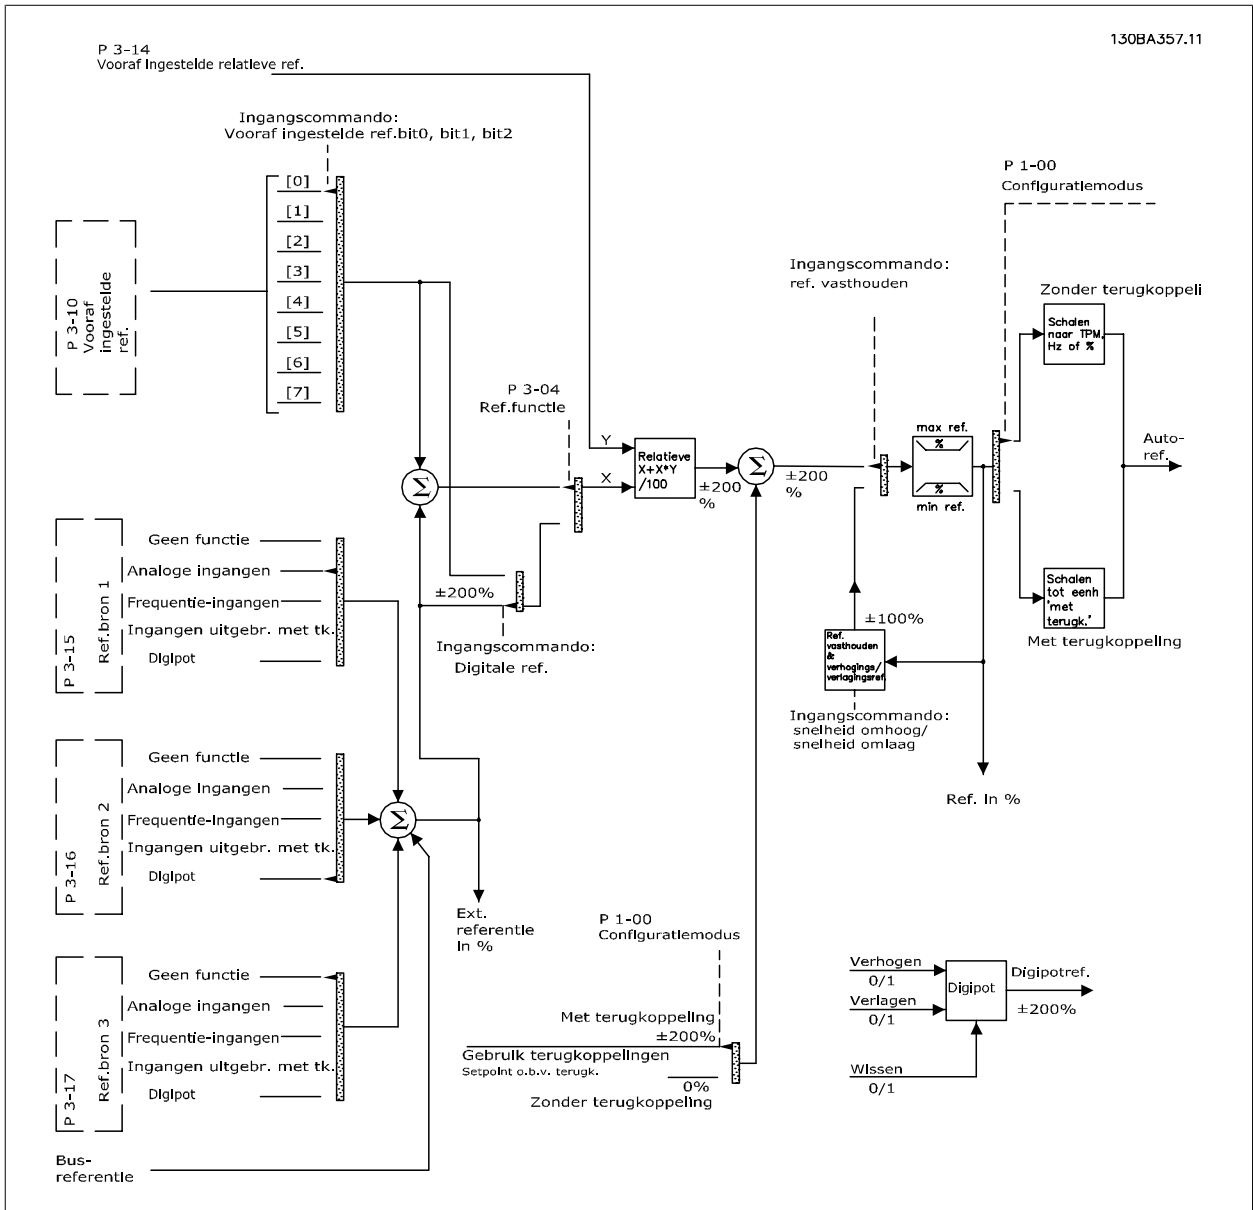 130BA357.11
P 3-14
Vooraf Ingestelde relatieve ref.
Ingangscommando:
Vooraf ingestelde ref.bit0, bit1, bit2
[0]
[1]
[2]
[3]
[4]
[5]
[6]
[7]
P 3-10
Vooraf
ingestelde
ref.
P 1-00
Configuratiemodus
Ingangscommando:
ref. vasthouden
Zonder terugkoppeli
Schalen
naar TPM,
Hz of %
P 3-04
Ref.functie
Y
X
Relatieve
X+X*Y
/100
±200
%
Σ
±200
%
max ref.
%
%
min ref.
Auto-
ref.
Σ
P 3-15
Ref.bron 1
Geen functie
Analoge ingangen
Frequentie-ingangen
Ingangen uitgebr. met tk.
Digipot
±200%
Ingangscommando:
Digitale ref.
±100%
Ref.
vasthouden
&
verhogings/
verlagingsref.
Ingangscommando:
snelheid omhoog/
snelheid omlaag
Schalen
tot eenh
'met
terugk.'
Met terugkoppeling
Ref. In %
P 3-16
Ref.bron 2
Geen functie
Analoge Ingangen
Frequentie-Ingangen
Ingangen uitgebr. met tk.
Digipot
Σ
Ext.
referentie
In %
P 3-17
Ref.bron 3
Geen functie
Analoge ingangen
Frequentie-ingangen
Ingangen uitgebr. met tk.
Digipot
Bus-
referentie
P 1-00
Configuratiemodus
Met terugkoppeling
±200%
Gebruik terugkoppelingen
Setpoint o.b.v. terugk.
0%
Zonder terugkoppeling
Verhogen
0/1
Verlagen
0/1
Wissen
0/1
Digipot
Digipotref.
±200%